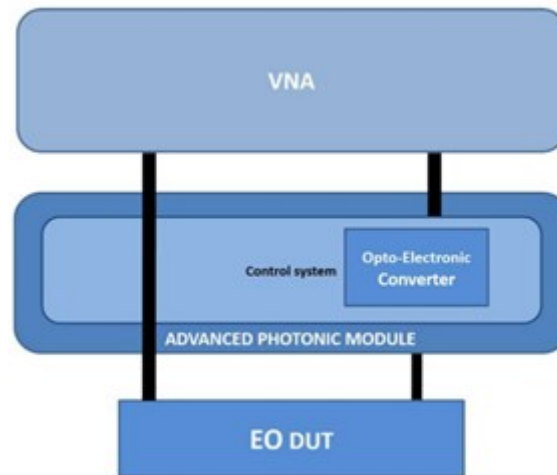 VNA
Opto-Electronic
Control system
Converter
ADVANCED PHOTONIC MODULE
EO DUT